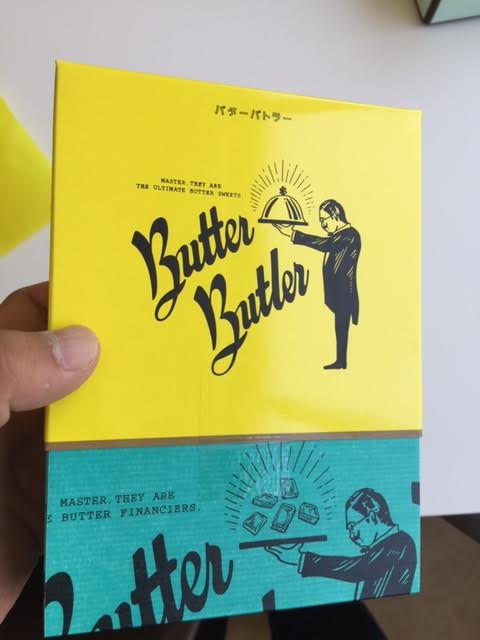 バターバトラー
MASTER. THEY ARE
THE ULTIMATE BUTTER SWEETS.
Butter
Butler
MASTER. THEY ARE
BUTTER FINANCIERS.
Butter